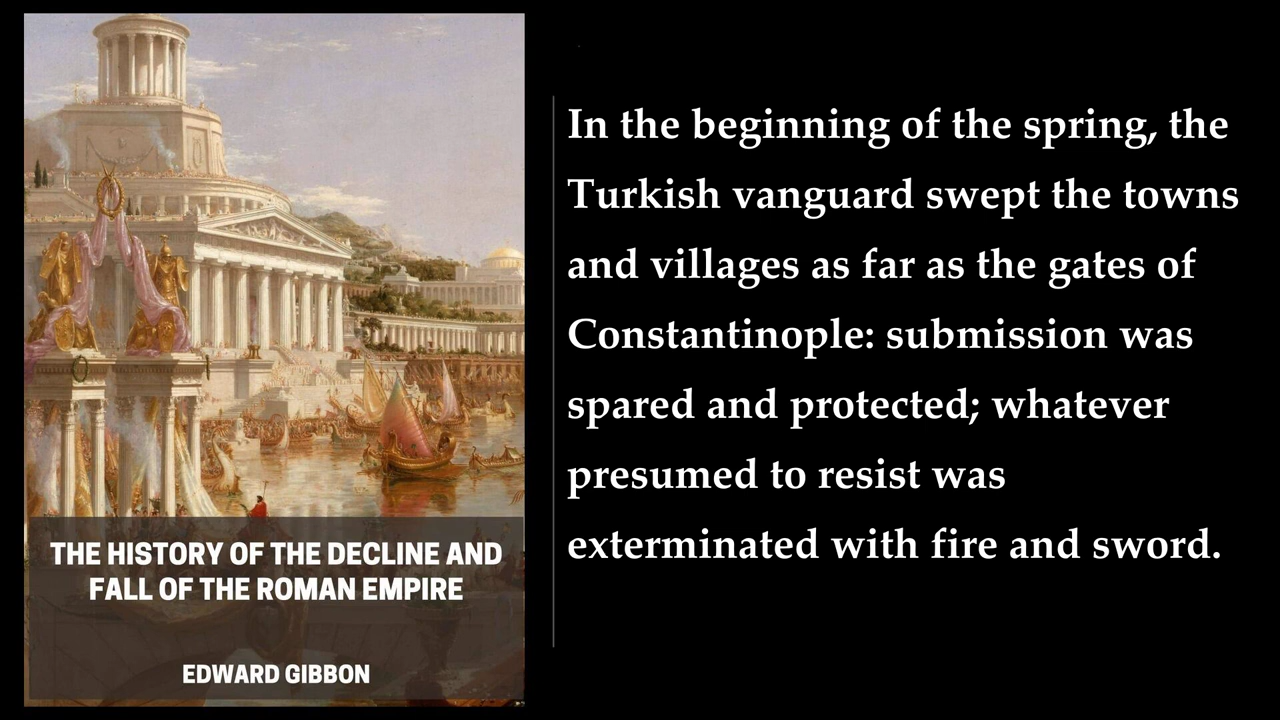 THE HISTORY OF THE DECLINE AND
FALL OF THE ROMAN EMPIRE
EDWARD GIBBON
In the beginning of the spring, the
Turkish vanguard swept the towns
and villages as far as the gates of
Constantinople: submission was
spared and protected; whatever
presumed to resist was
exterminated with fire and sword.